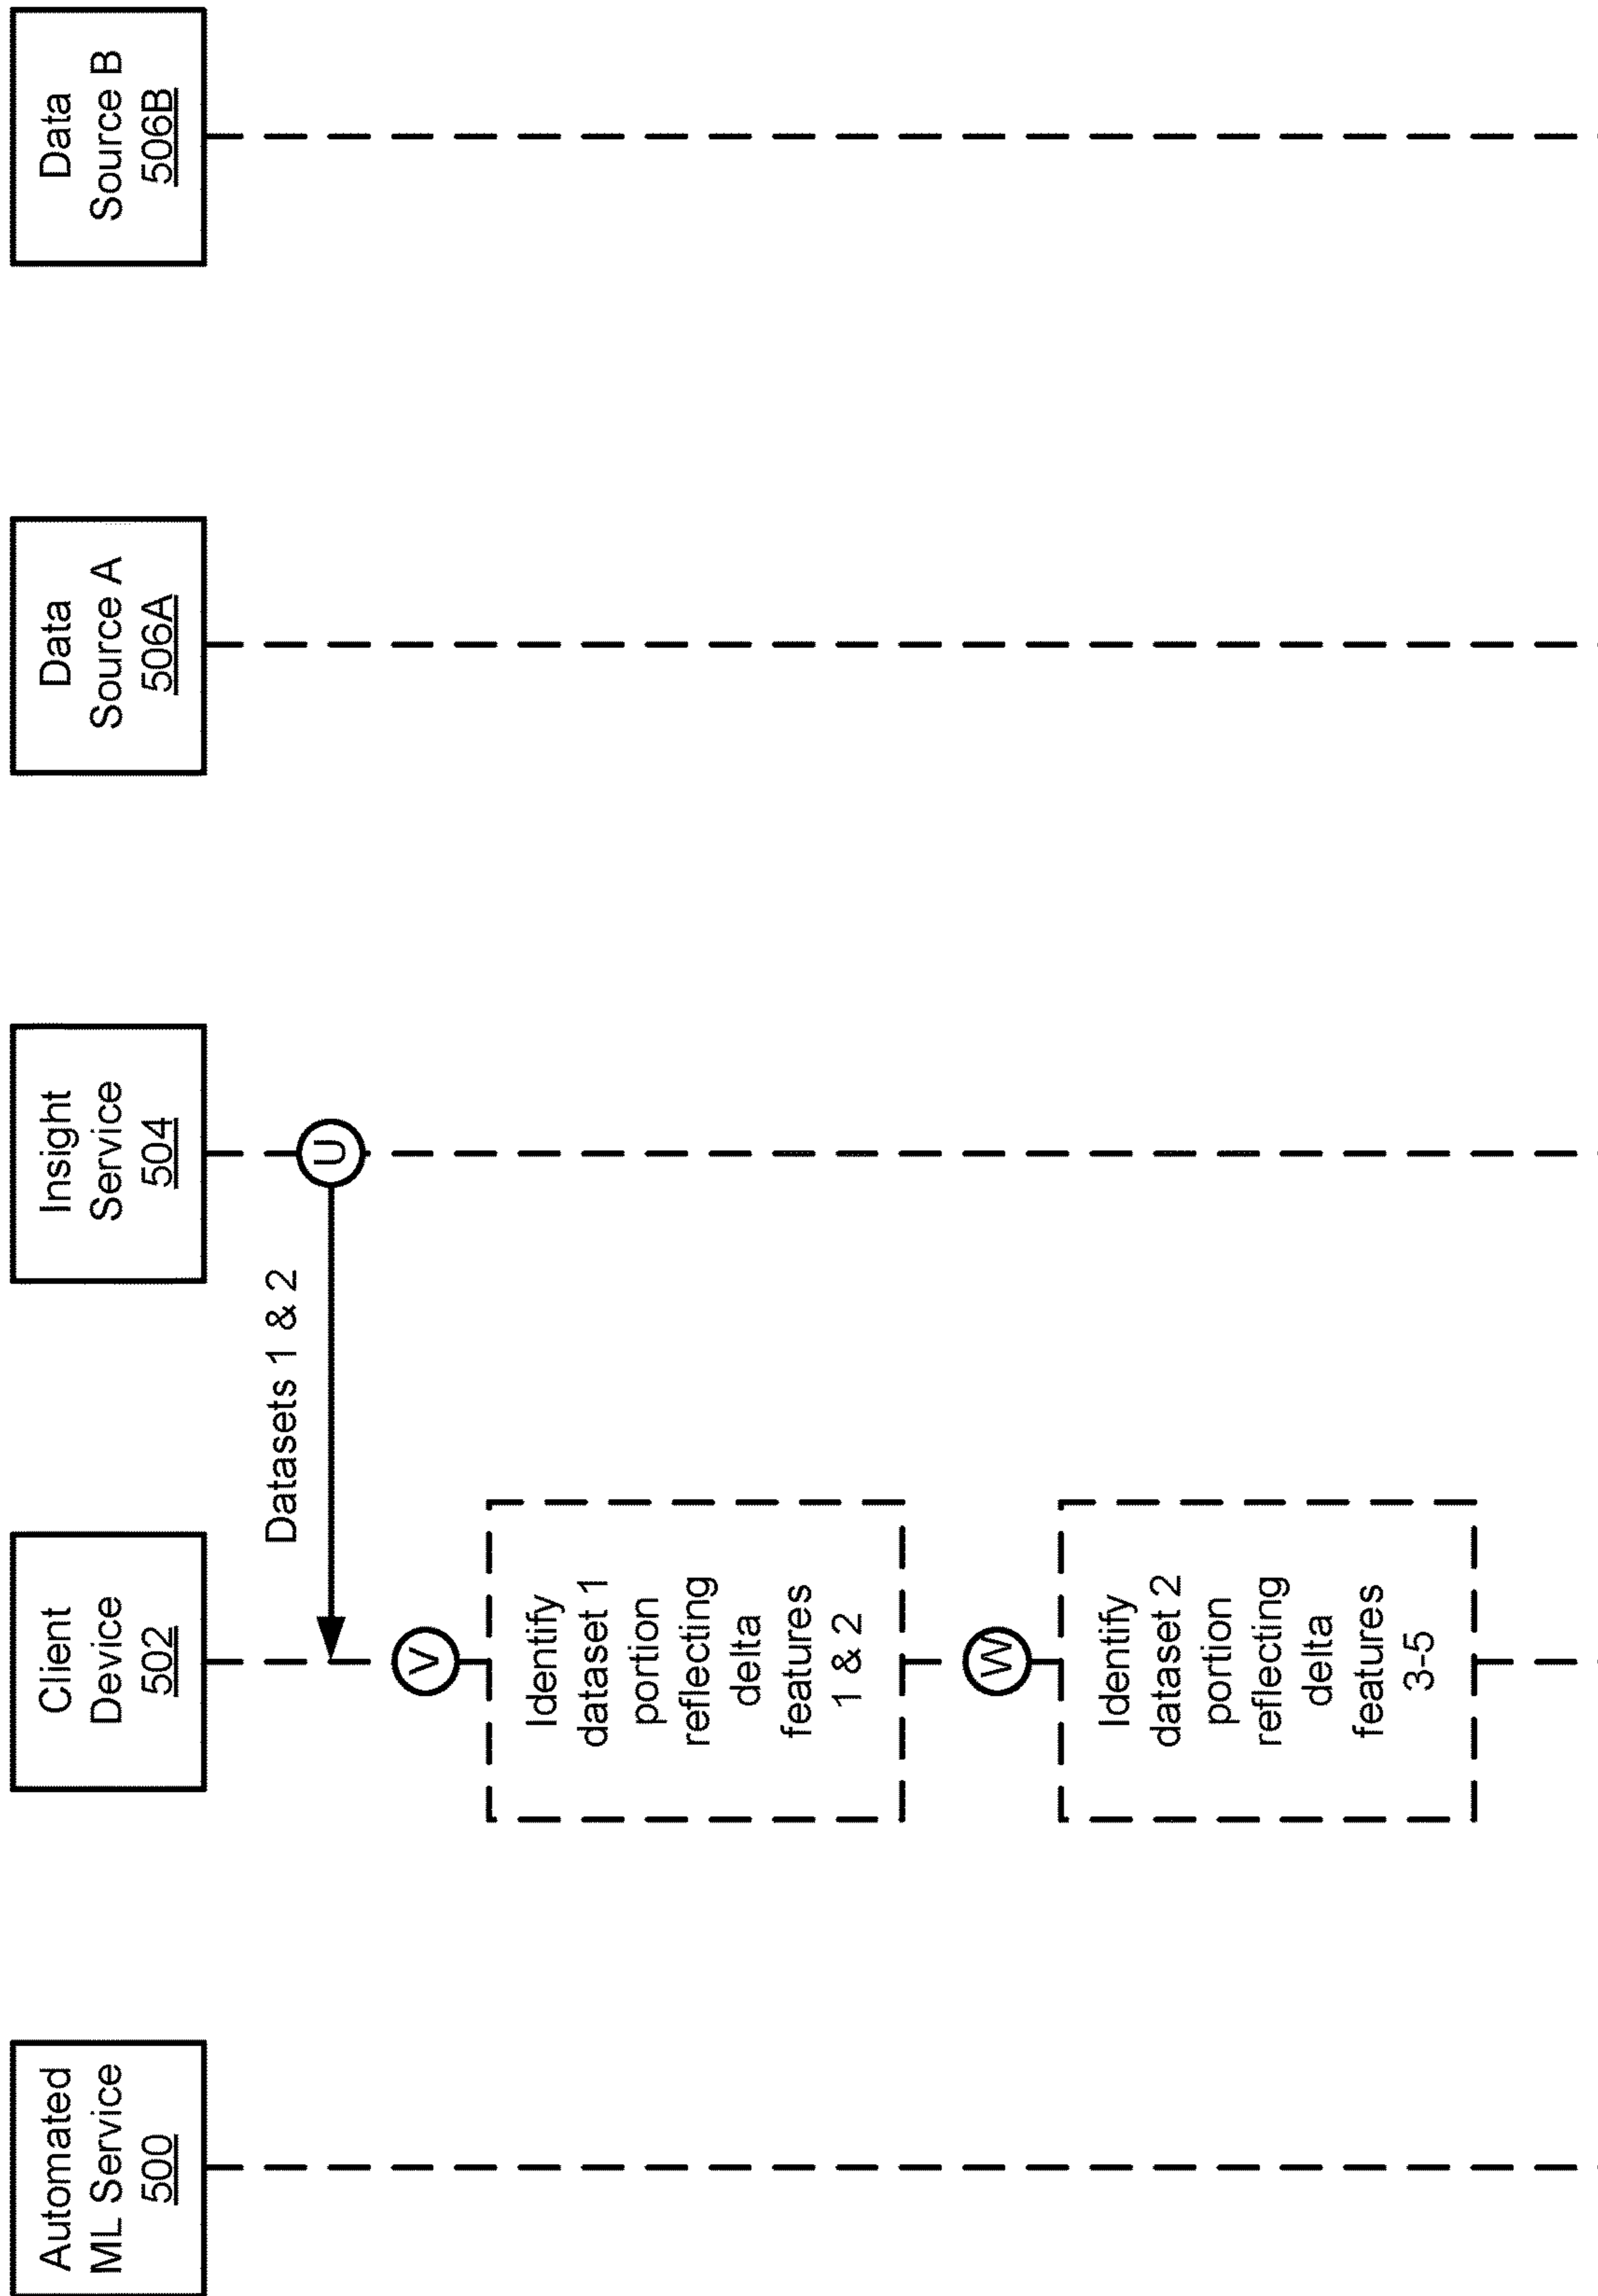 Automated
ML Service
500
Client
Device
502
Insight
Service
504
Data
Source A
506A
Data
Source B
506B
Datasets 1 & 2
U
V
Identify
dataset 1
portion
reflecting
delta
features
1 & 2
W
Identify
dataset 2
portion
reflecting
delta
features
3-5